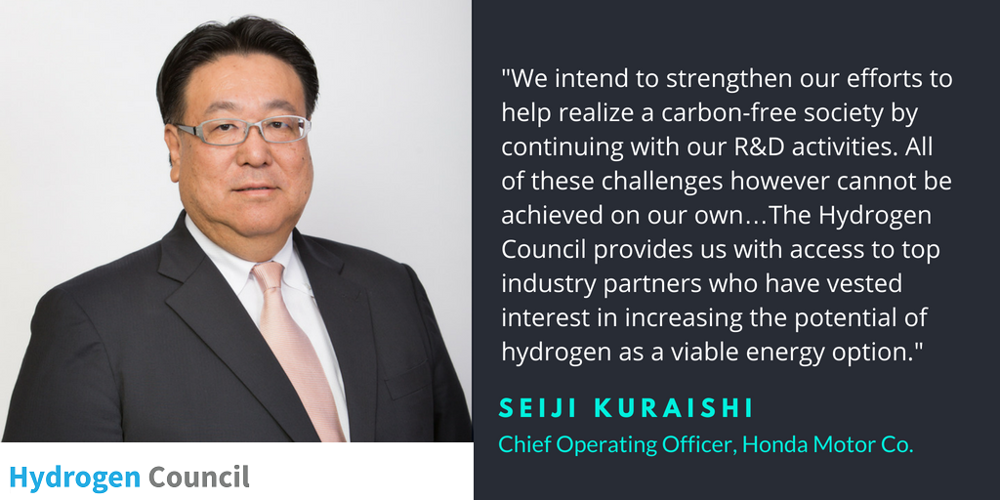 "We intend to strengthen our efforts to
help realize a carbon-free society by
continuing with our R&D activities. All
of these challenges however cannot be
achieved on our own…The Hydrogen
Council provides us with access to top
industry partners who have vested
interest in increasing the potential of
hydrogen as a viable energy option."
SEIJI KURAISHI
Chief Operating Officer, Honda Motor Co.
Hydrogen Council